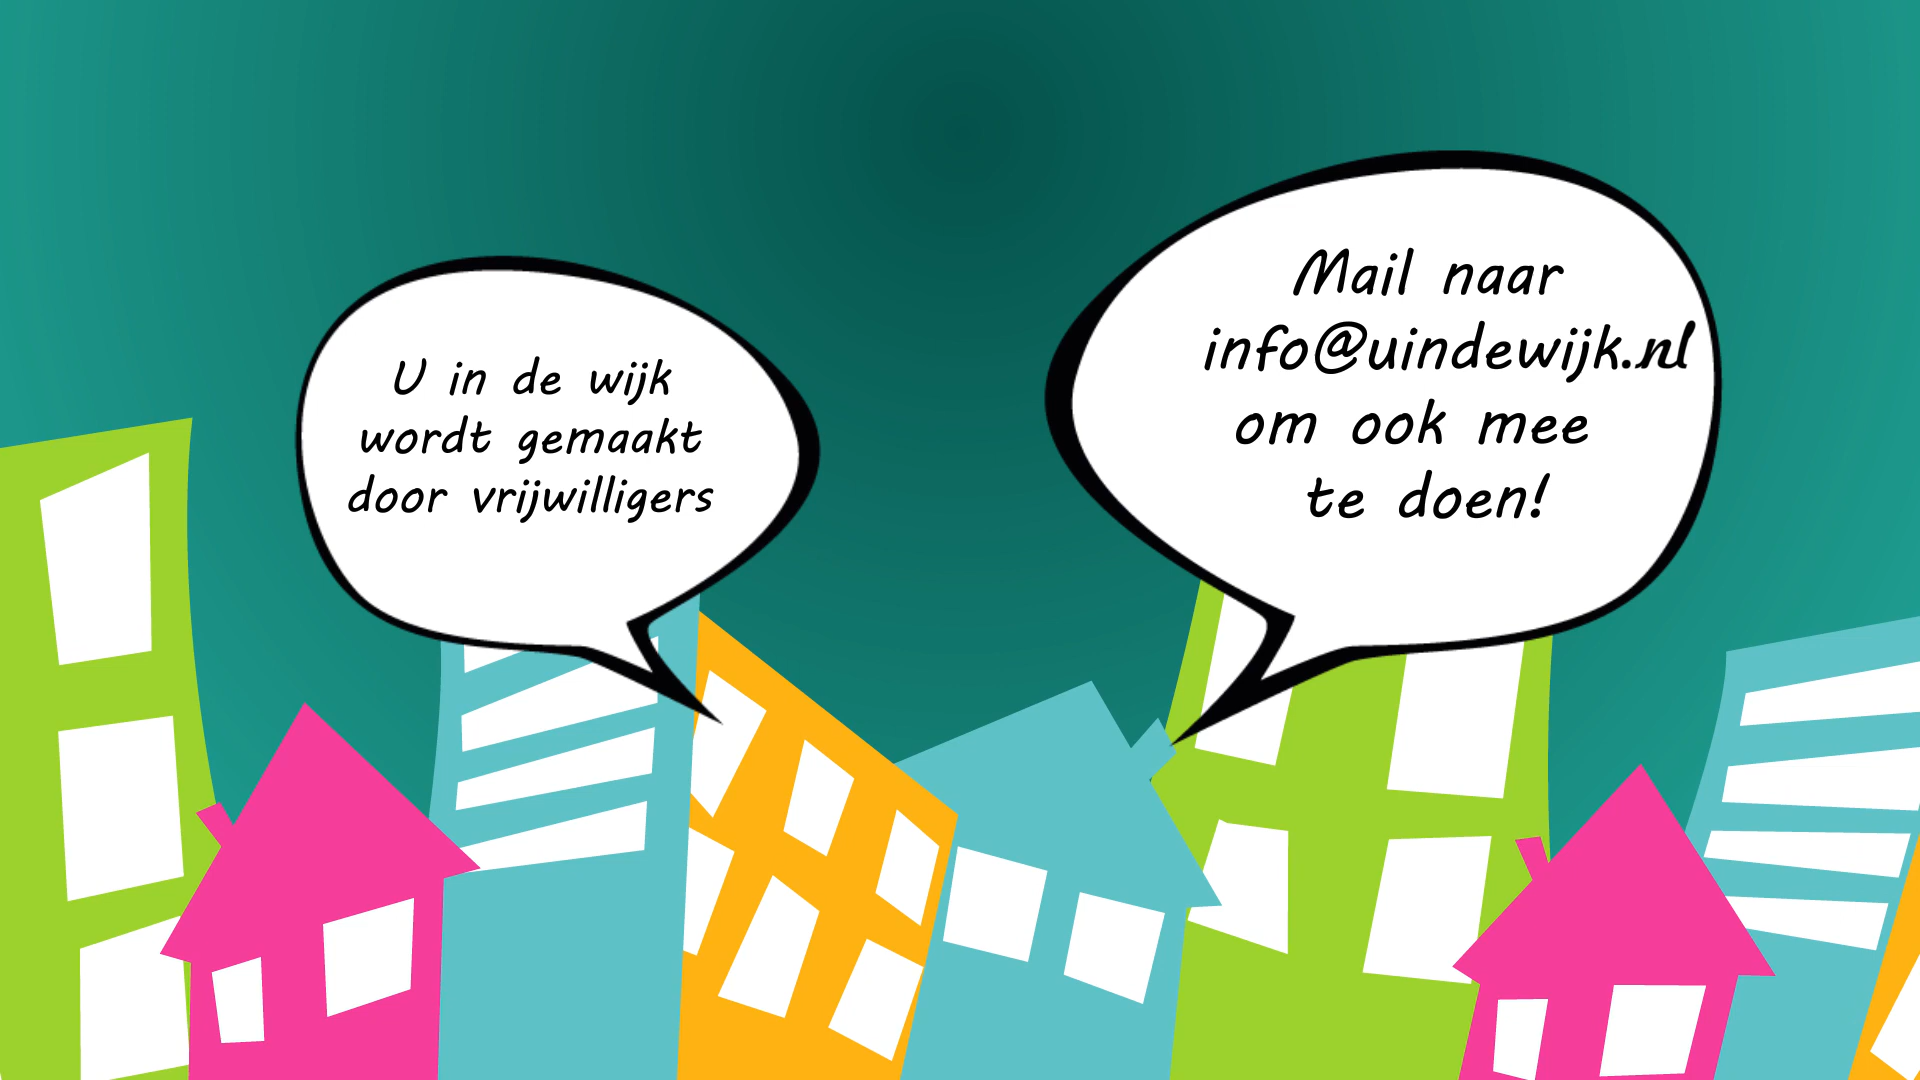 U in de wijk
wordt gemaakt
door vrijwilligers
Mail naar
info@uindewijk.nl
om ook mee
te doen!